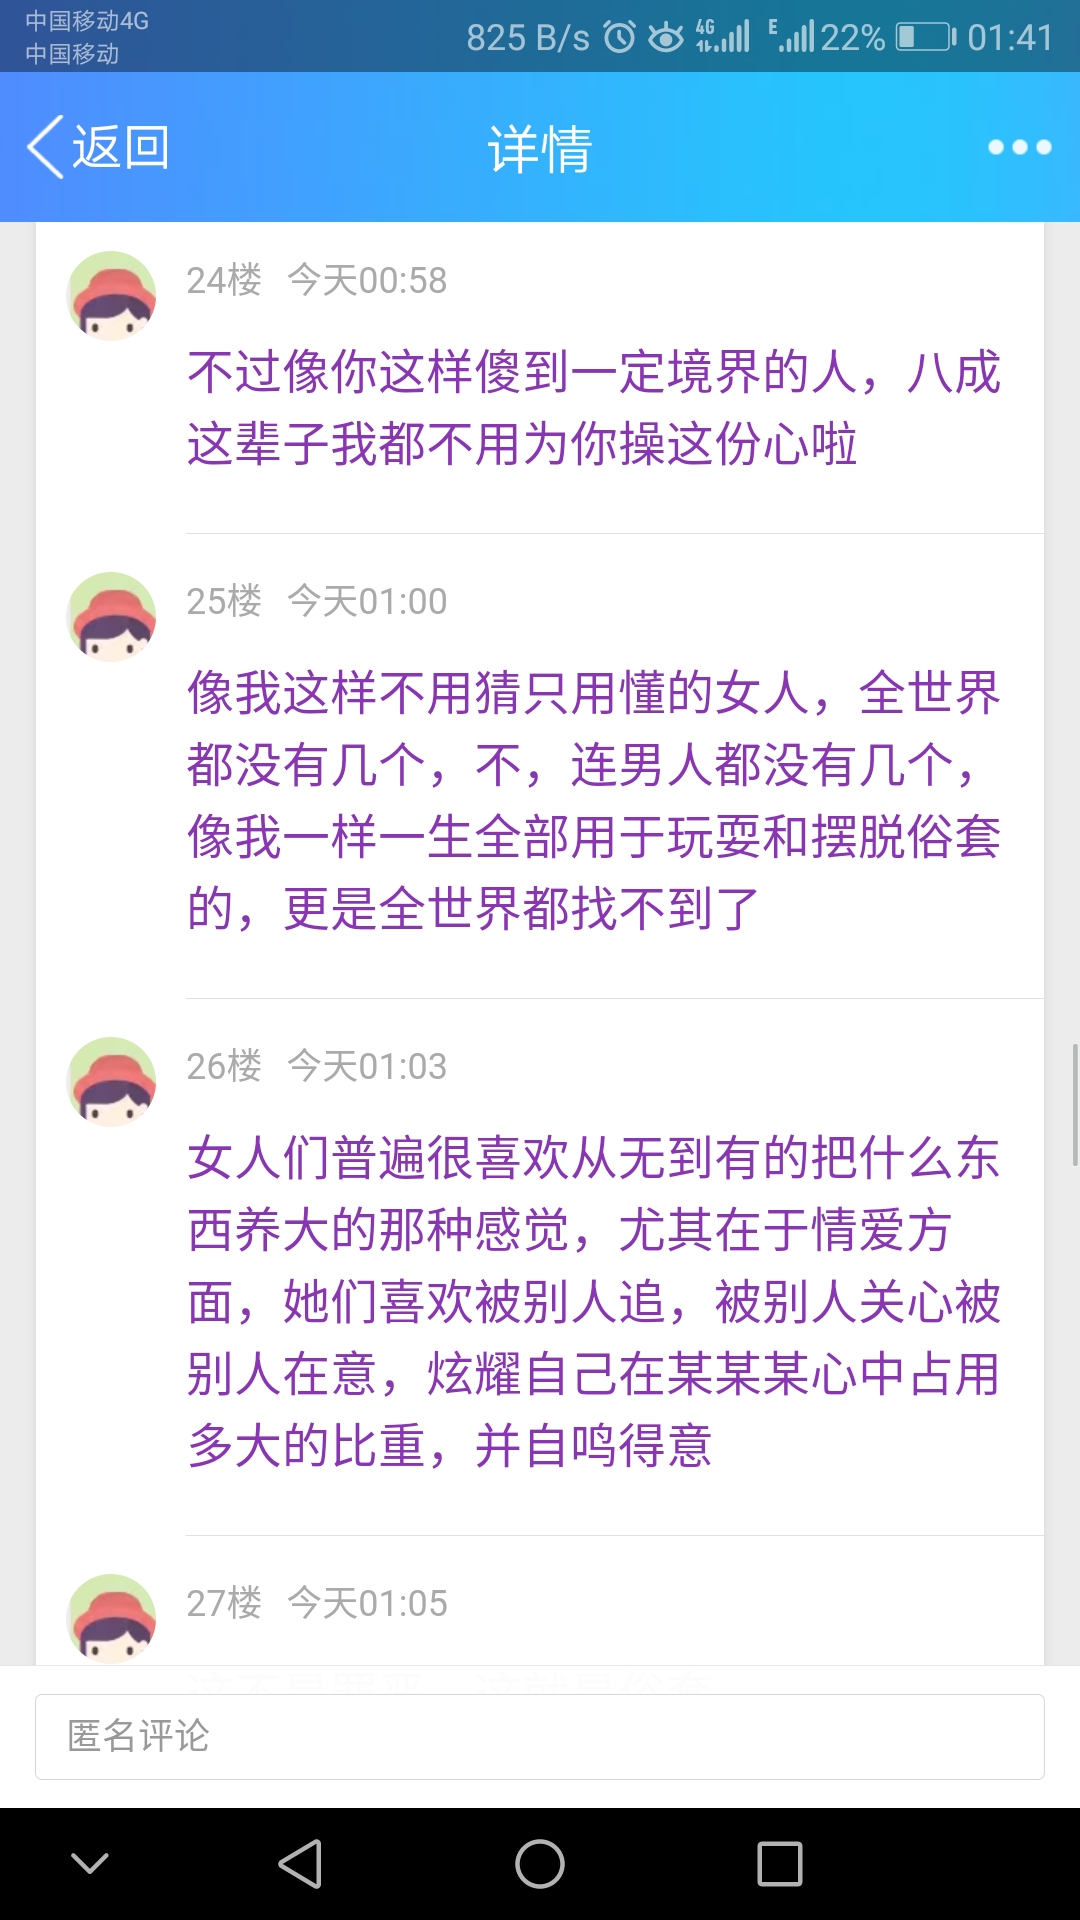 中国移动4G
中国移动
825 B/s 4G E 22% 01:41
返回 详情
24楼 今天00:58
不过像你这样傻到一定境界的人，八成
这辈子我都不用为你操这份心啦
25楼 今天01:00
像我这样不用猜只用懂的女人，全世界
都没有几个，不，连男人都没有几个，
像我一样一生全部用于玩耍和摆脱俗套
的，更是全世界都找不到了
26楼 今天01:03
女人们普遍很喜欢从无到有的把什么东
西养大的那种感觉，尤其在于情爱方
面，她们喜欢被别人追，被别人关心被
别人在意，炫耀自己在某某某心中占用
多大的比重，并自鸣得意
27楼 今天01:05
匿名评论